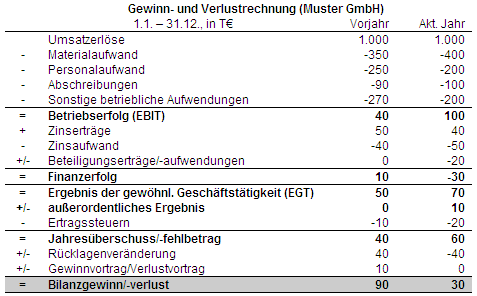 Gewinn- und Verlustrechnung (Muster GmbH)
1.1. – 31.12., in T€ Vorjahr Akt. Jahr
Umsatzerlöse 1.000 1.000
- Materialaufwand -350 -400
- Personalaufwand -250 -200
- Abschreibungen -90 -100
- Sonstige betriebliche Aufwendungen -270 -200
= Betriebserfolg (EBIT) 40 100
+ Zinserträge 50 40
- Zinsaufwand -40 -50
+/- Beteiligungserträge/-aufwendungen 0 -20
= Finanzerfolg 10 -30
= Ergebnis der gewöhnl. Geschäftstätigkeit (EGT) 50 70
+/- außerordentliches Ergebnis 0 10
- Ertragssteuern -10 -20
= Jahresüberschuss/-fehlbetrag 40 60
+/- Rücklagenveränderung 40 -40
+/- Gewinnvortrag/Verlustvortrag 10 0
= Bilanzgewinn/-verlust 90 30